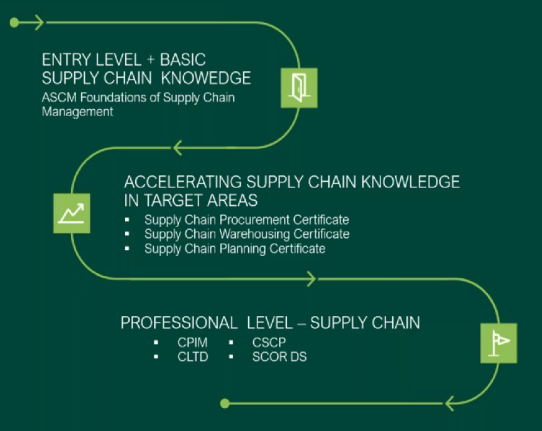 ENTRY LEVEL + BASIC
SUPPLY CHAIN KNOWEDGE
ASCM Foundations of Supply Chain
Management
ACCELERATING SUPPLY CHAIN KNOWLEDGE
IN TARGET AREAS
▪ Supply Chain Procurement Certificate
▪ Supply Chain Warehousing Certificate
▪ Supply Chain Planning Certificate
PROFESSIONAL LEVEL – SUPPLY CHAIN
▪ CPIM ▪ CSCP
▪ CLTD ▪ SCOR DS